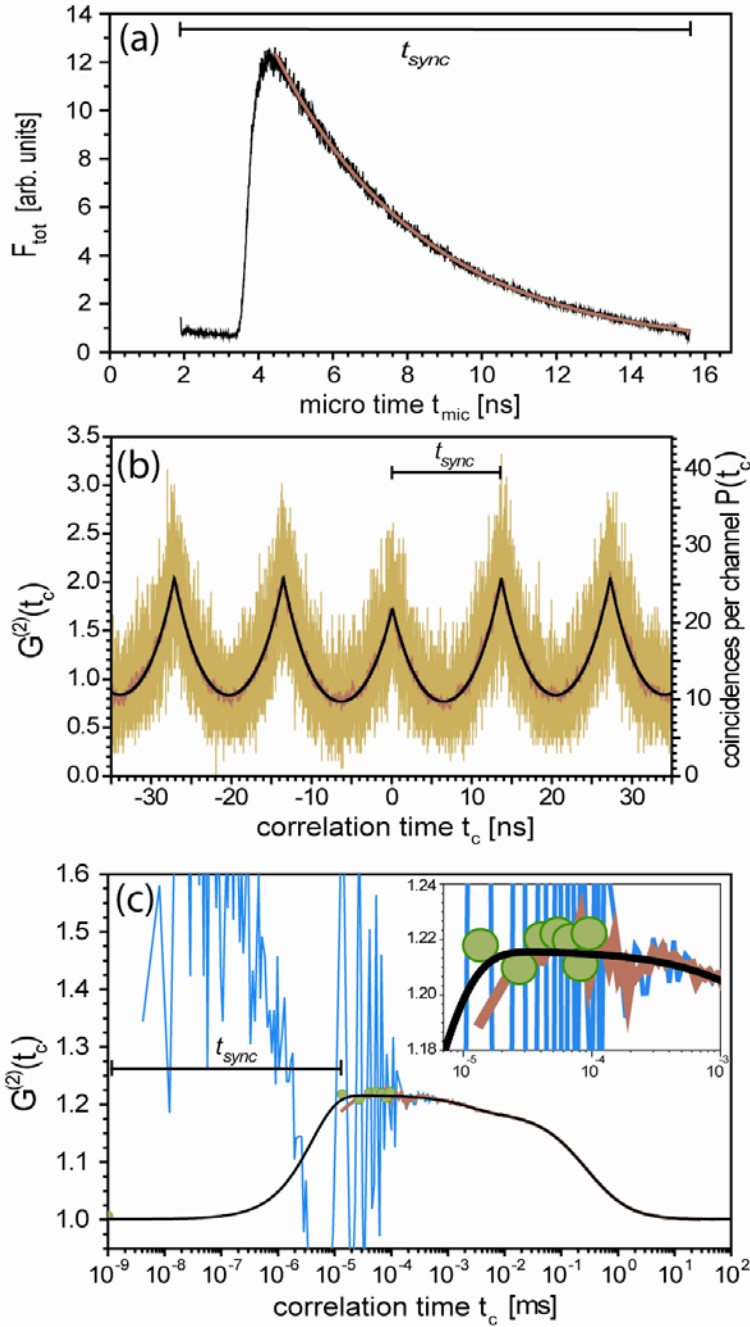 (a)
t_sync
14
12
10
8
6
4
2
0
F_tot [arb. units]
0 2 4 6 8 10 12 14 16
micro time t_mic [ns]
(b)
t_sync
3.5
3.0
2.5
2.0
1.5
1.0
0.5
0.0
G^(2)(t_c)
40
30
20
10
0
coincidences per channel P(t_c)
-30 -20 -10 0 10 20 30
correlation time t_c [ns]
(c)
t_sync
1.6
1.5
1.4
1.3
1.2
1.1
1.0
G^(2)(t_c)
1.24
1.22
1.20
1.18
10^-5 10^-4 10^-3
10^-9 10^-8 10^-7 10^-6 10^-5 10^-4 10^-3 10^-2 10^-1 10^0 10^1 10^2
correlation time t_c [ms]